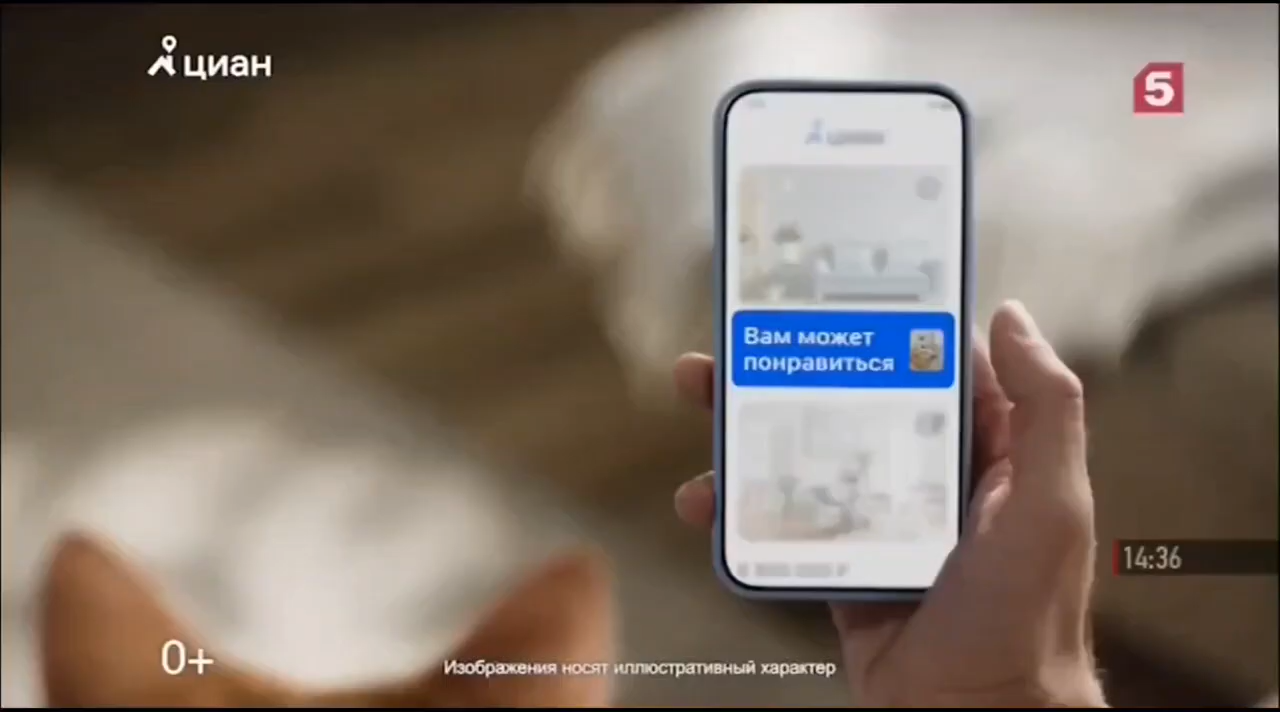 циан
5
циан
Вам может
понравиться
14:36
0+
Изображения носят иллюстративный характер